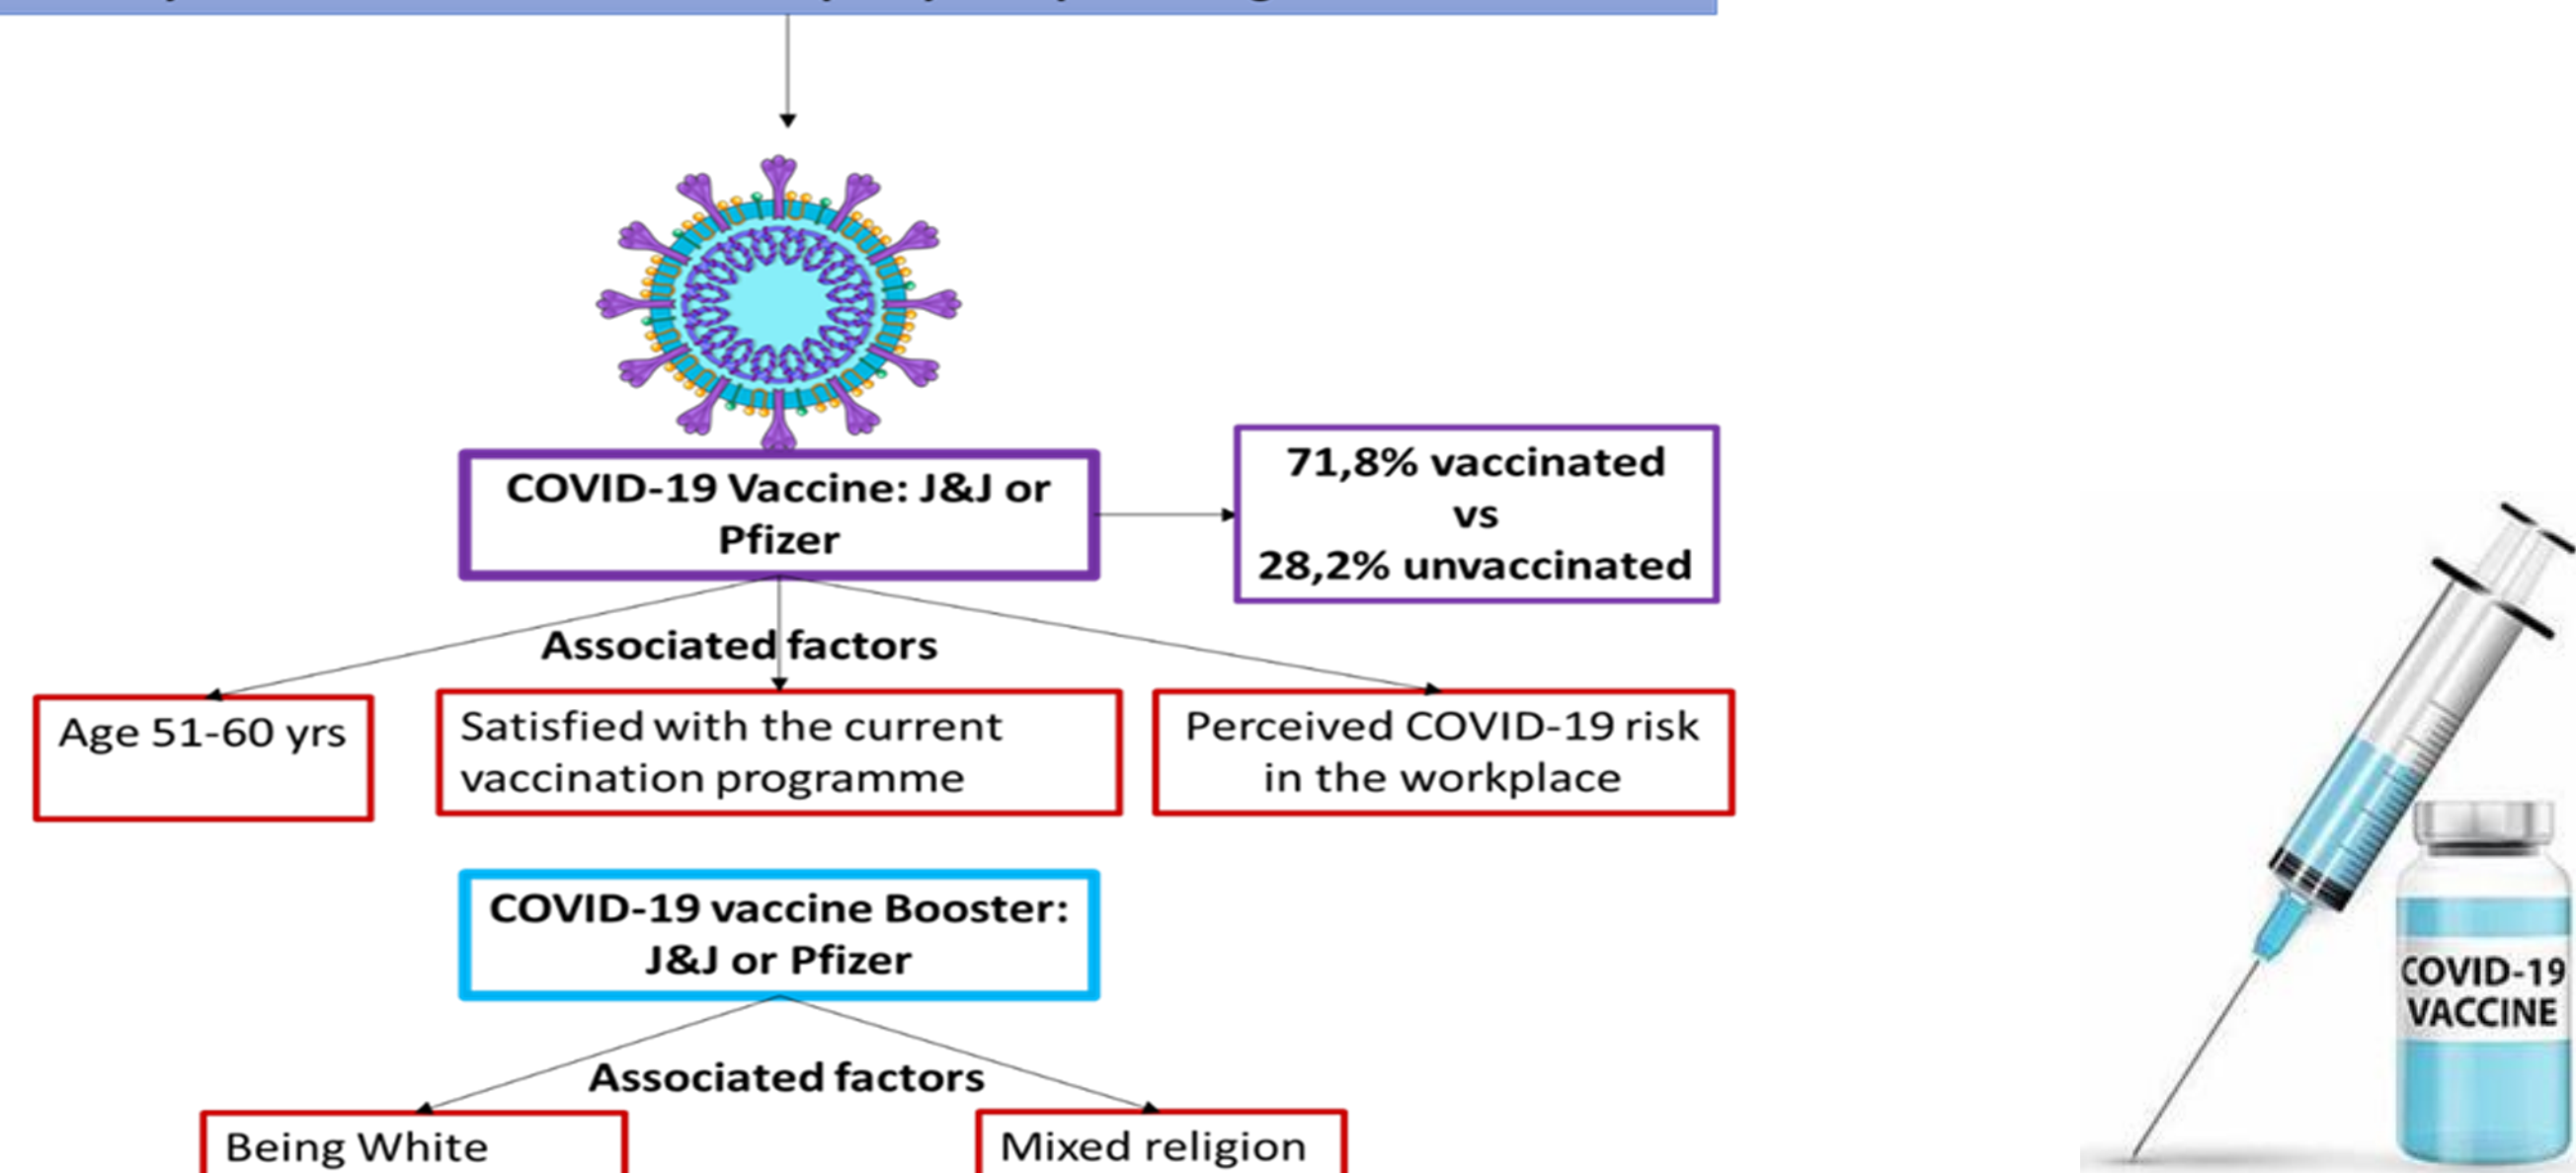 COVID-19 Vaccine: J&J or
Pfizer
71,8% vaccinated
vs
28,2% unvaccinated
Associated factors
Age 51-60 yrs
Satisfied with the current
vaccination programme
Perceived COVID-19 risk
in the workplace
COVID-19 vaccine Booster:
J&J or Pfizer
Associated factors
Being White
Mixed religion
COVID-19
VACCINE